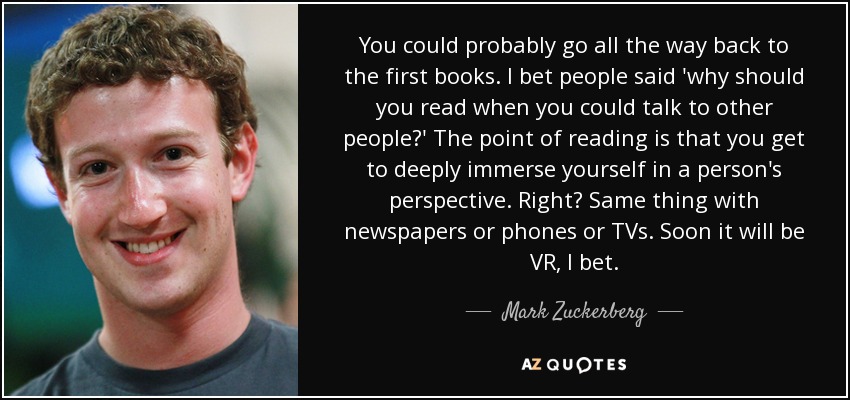 You could probably go all the way back to
the first books. I bet people said 'why should
you read when you could talk to other
people?' The point of reading is that you get
to deeply immerse yourself in a person's
perspective. Right? Same thing with
newspapers or phones or TVs. Soon it will be
VR, I bet.
Mark Zuckerberg
AZ QUOTES